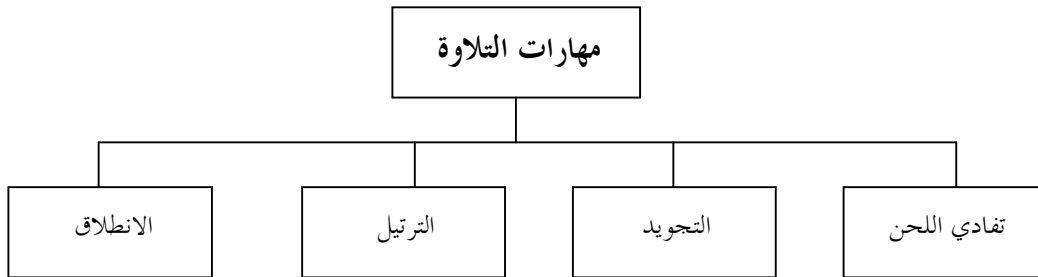 مهارات التلاوة
تفادي اللحن
التجويد
الترتيل
الانطلاق